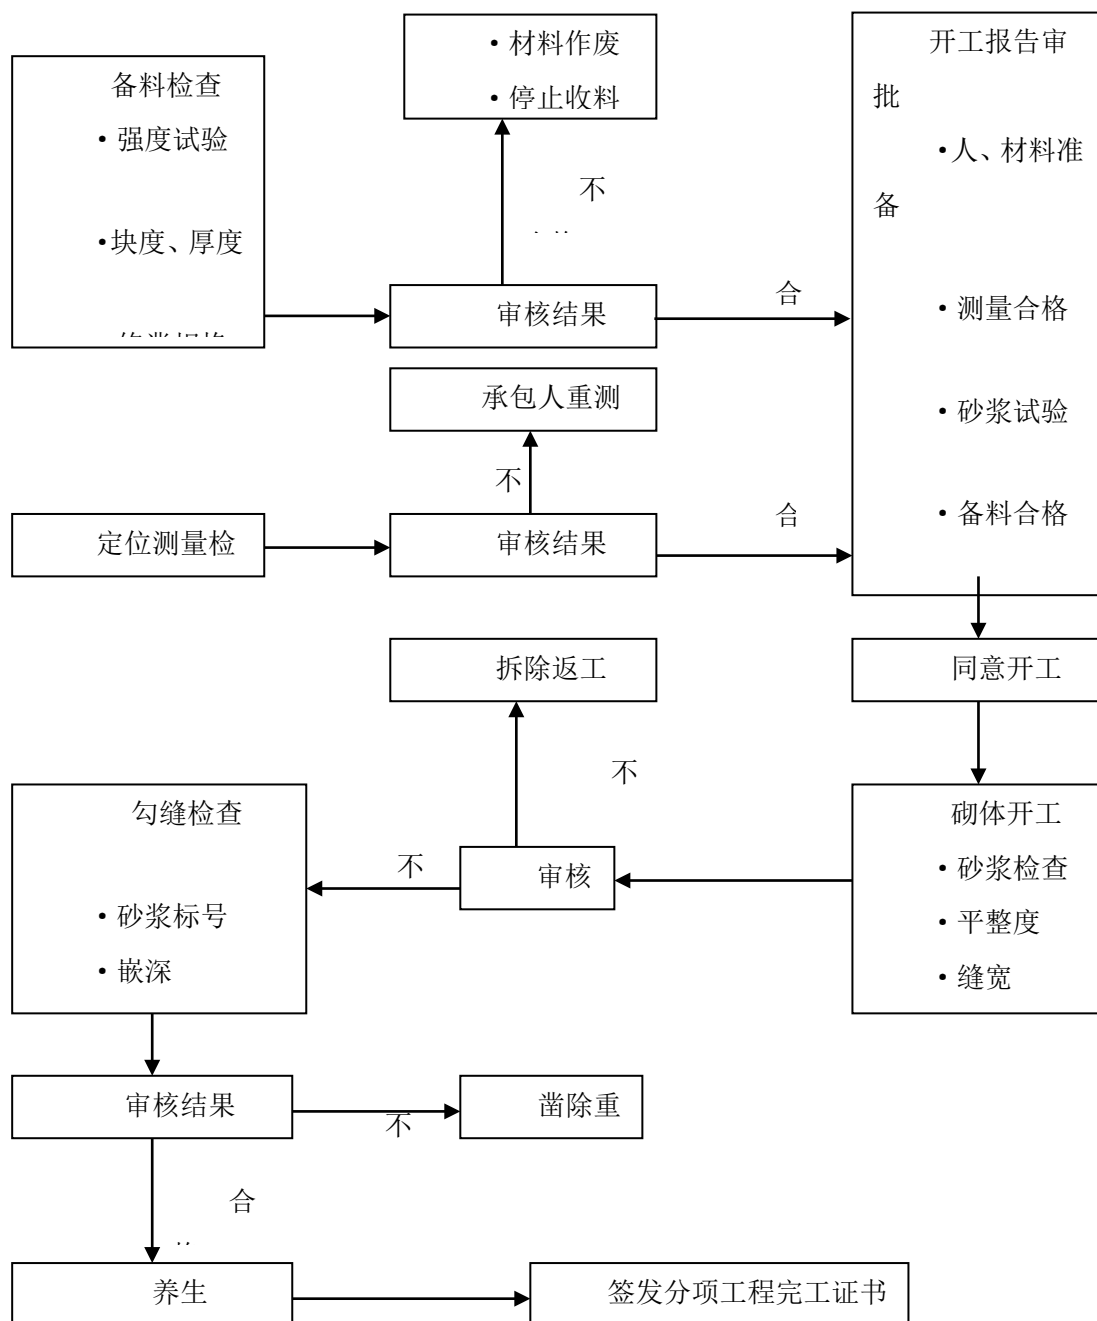 备料检查
·强度试验
·块度、厚度
·材料作废
·停止收料
不
审核结果
合
开工报告审
批
·人、材料准
备
·测量合格
·砂浆试验
·备料合格
承包人重测
不
定位测量检
审核结果
合
同意开工
拆除返工
不
砌体开工
·砂浆检查
·平整度
·缝宽
审核
不
勾缝检查
·砂浆标号
·嵌深
审核结果
不
凿除重
合
养生
签发分项工程完工证书